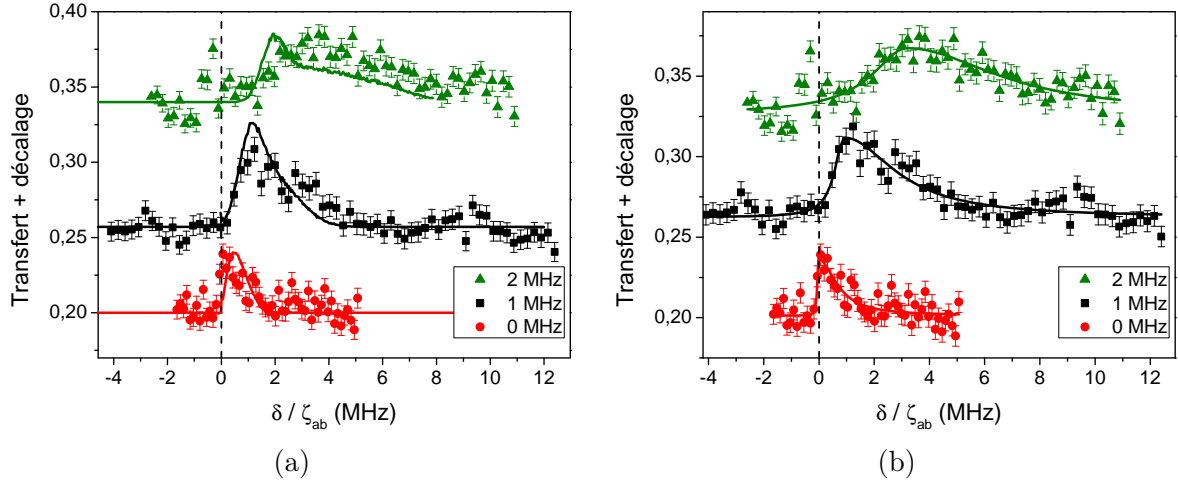 0,40
0,35
0,30
0,25
0,20
Transfert + décalage
2 MHz
1 MHz
0 MHz
-4 -2 0 2 4 6 8 10 12
δ / ζab (MHz)
(a)
0,40
0,35
0,30
0,25
0,20
Transfert + décalage
2 MHz
1 MHz
0 MHz
-4 -2 0 2 4 6 8 10 12
δ / ζab (MHz)
(b)